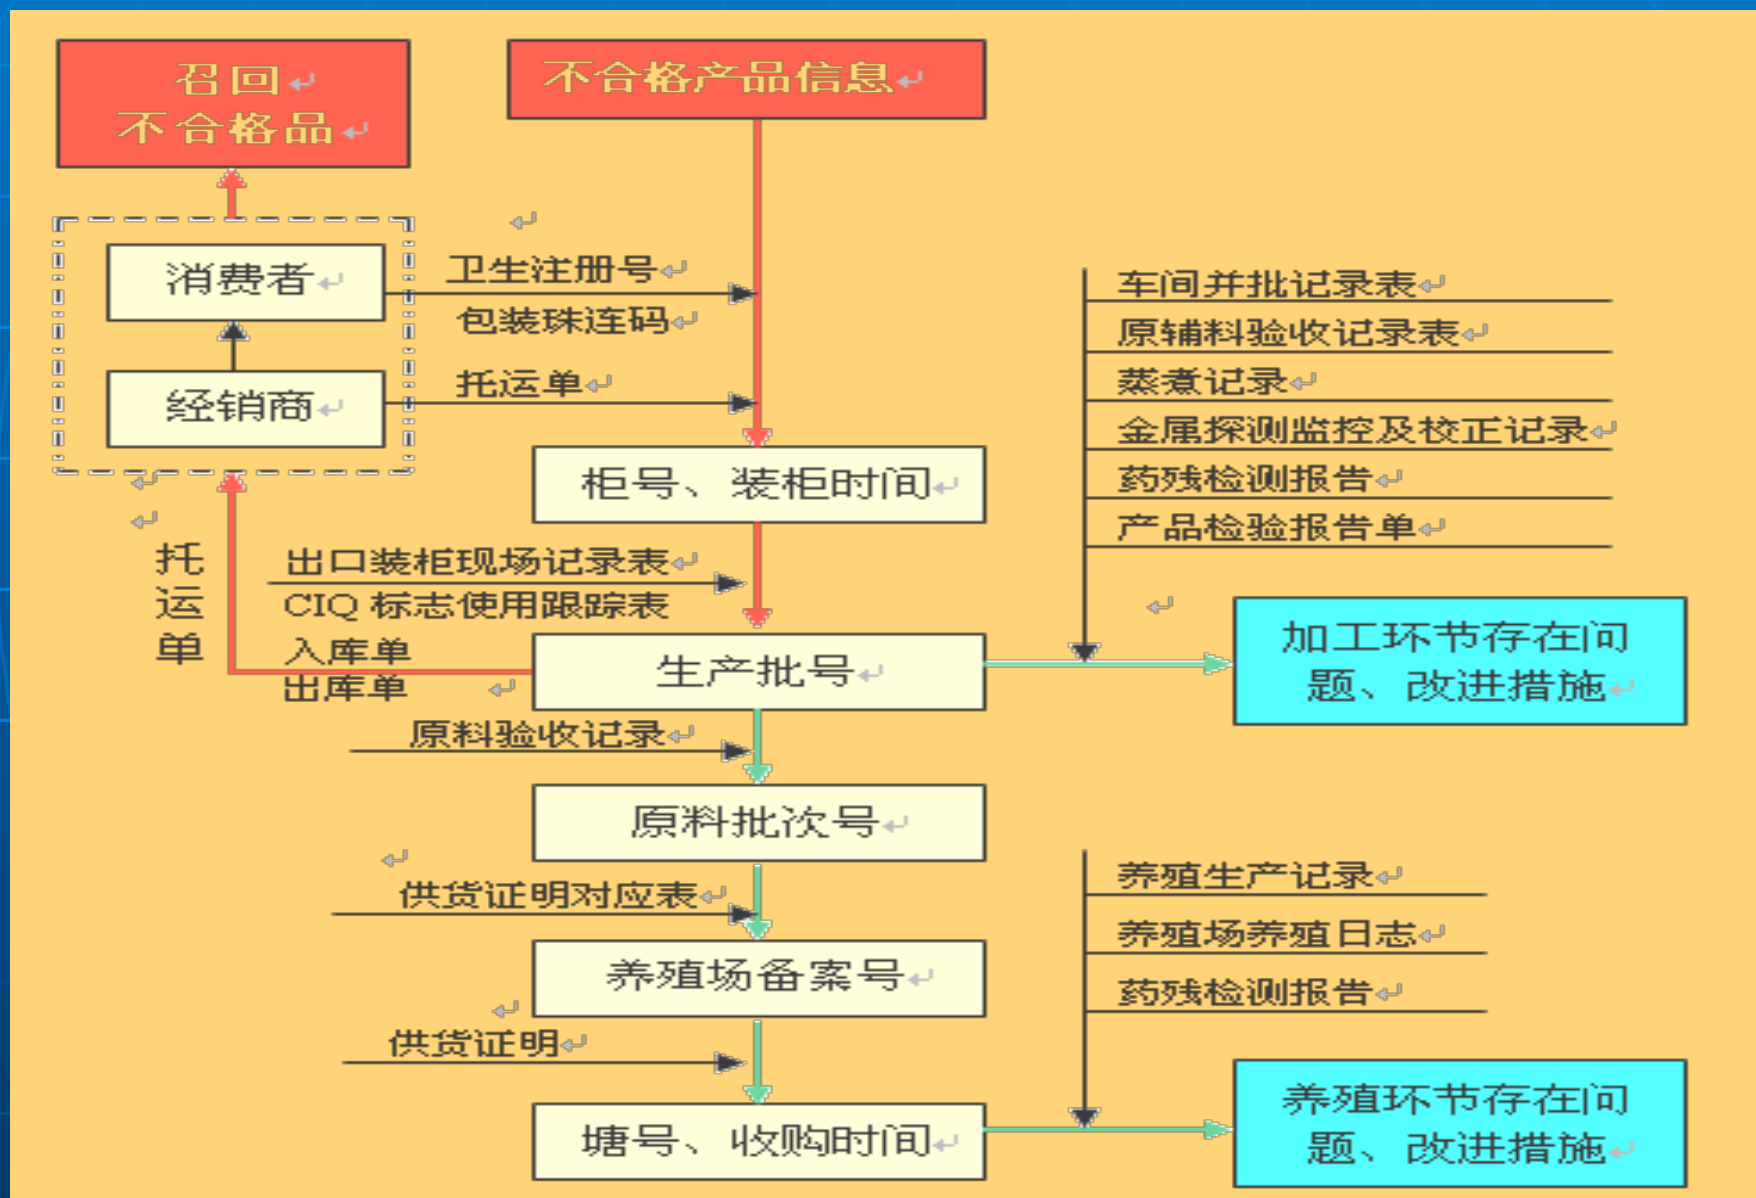 召回
不合格品
不合格产品信息
消费者
经销商
卫生注册号
包装珠连码
托运单
柜号、装柜时间
车间并批记录表
原辅料验收记录表
蒸煮记录
金属探测监控及校正记录
药残检测报告
产品检验报告单
托
运
单
出口装柜现场记录表
CIQ 标志使用跟踪表
入库单
出库单
生产批号
加工环节存在问
题、改进措施
原料验收记录
原料批次号
供货证明对应表
养殖场备案号
养殖生产记录
养殖场养殖日志
药残检测报告
供货证明
塘号、收购时间
养殖环节存在问
题、改进措施